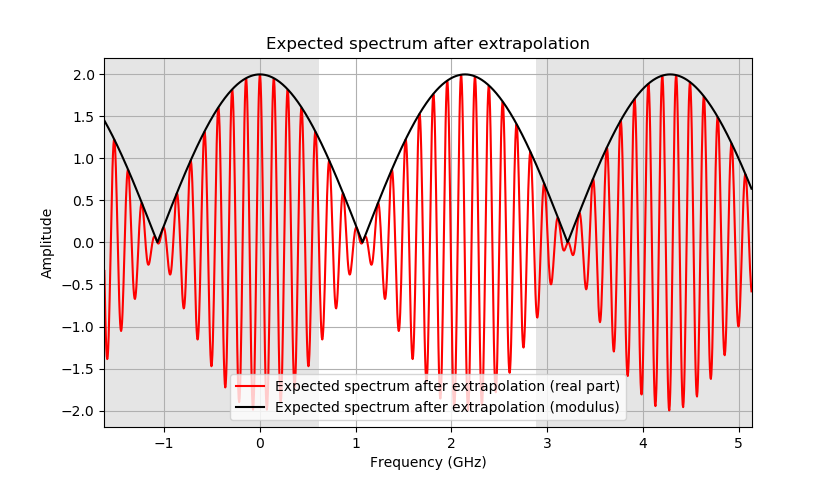 Expected spectrum after extrapolation
2.0
1.5
1.0
0.5
0.0
−0.5
−1.0
−1.5
−2.0
Amplitude
Expected spectrum after extrapolation (real part)
Expected spectrum after extrapolation (modulus)
−1 0 1 2 3 4 5
Frequency (GHz)